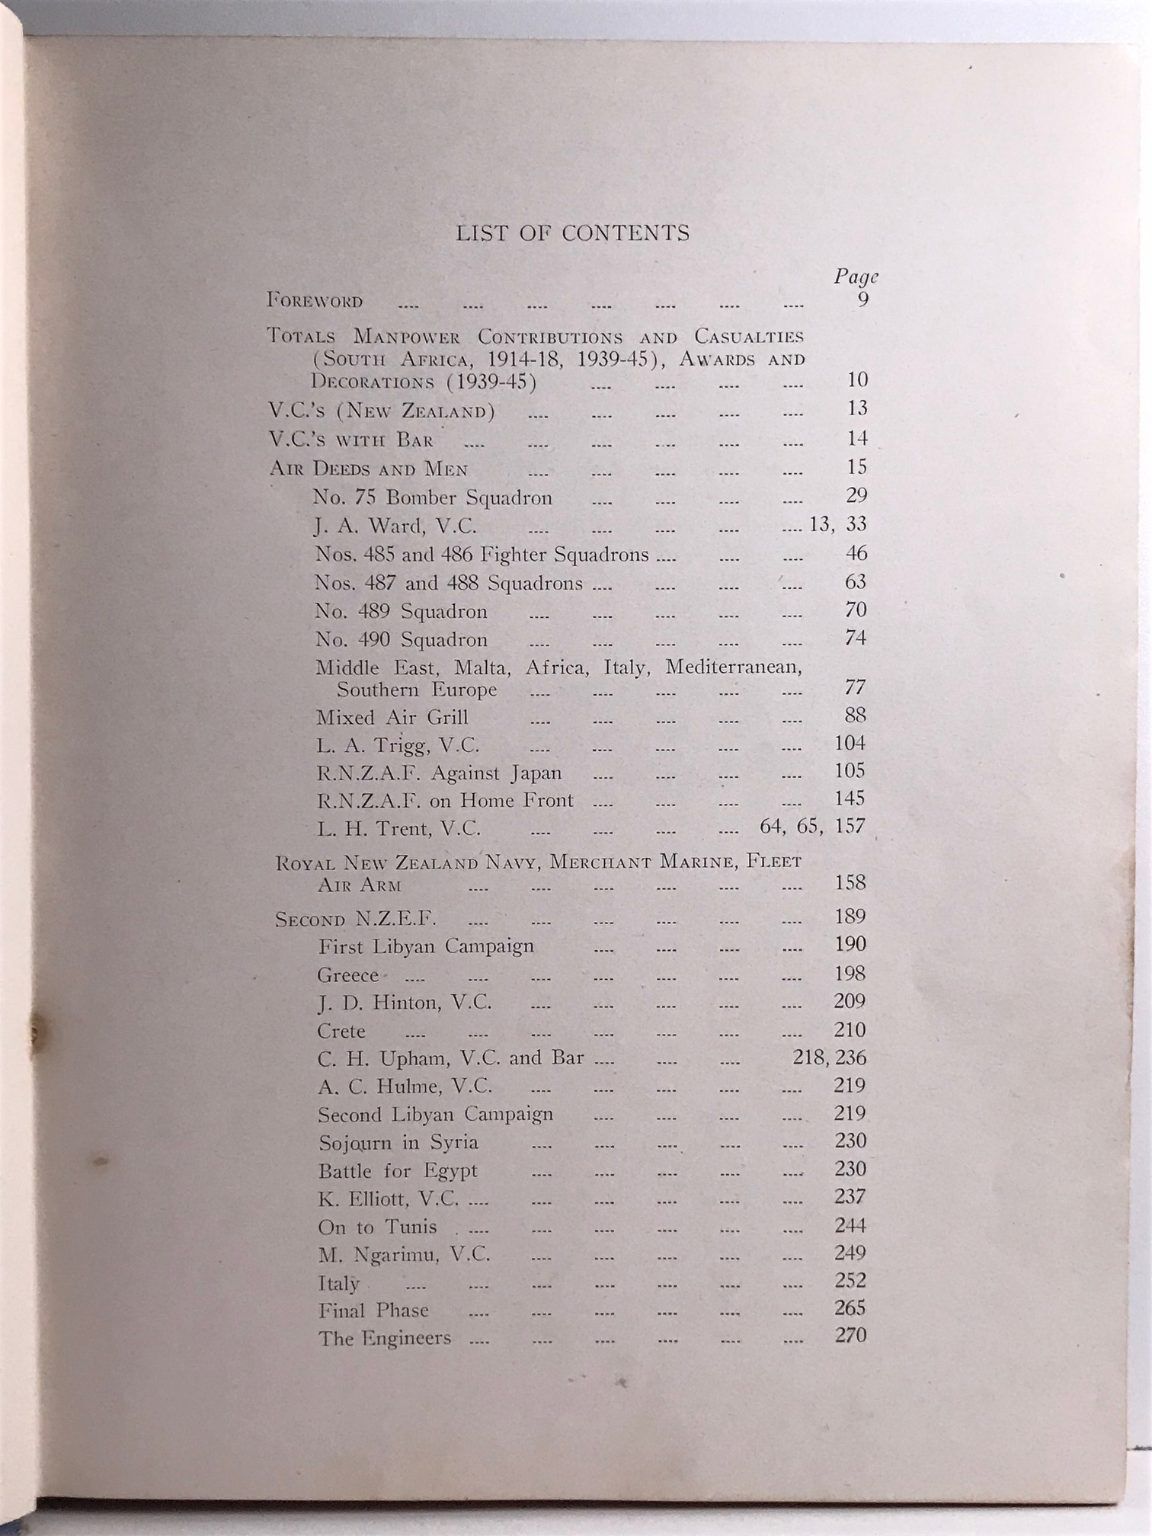 LIST OF CONTENTS
Page
FOREWORD .... .... .... .... .... .... .... 9
TOTALS MANPOWER CONTRIBUTIONS AND CASUALTIES
(SOUTH AFRICA, 1914-18, 1939-45), AWARDS AND
DECORATIONS (1939-45) .... .... .... .... 10
V.C.'S (NEW ZEALAND) .... .... .... .... .... 13
V.C.'S WITH BAR .... .... .... .... .... .... 14
AIR DEEDS AND MEN .... .... .... .... .... 15
No. 75 Bomber Squadron .... .... .... .... 29
J. A. Ward, V.C. .... .... .... .... .... 13, 33
Nos. 485 and 486 Fighter Squadrons .... .... .... 46
Nos. 487 and 488 Squadrons .... .... .... .... 63
No. 489 Squadron .... .... .... .... .... 70
No. 490 Squadron .... .... .... .... .... 74
Middle East, Malta, Africa, Italy, Mediterranean,
Southern Europe .... .... .... .... .... 77
Mixed Air Grill .... .... .... .... .... 88
L. A. Trigg, V.C. .... .... .... .... .... 104
R.N.Z.A.F. Against Japan .... .... .... .... 105
R.N.Z.A.F. on Home Front .... .... .... .... 145
L. H. Trent, V.C. .... .... .... .... 64, 65, 157
ROYAL NEW ZEALAND NAVY, MERCHANT MARINE, FLEET
AIR ARM .... .... .... .... .... .... 158
SECOND N.Z.E.F. .... .... .... .... .... .... 189
First Libyan Campaign .... .... .... .... 190
Greece .... .... .... .... .... .... .... 198
J. D. Hinton, V.C. .... .... .... .... .... 209
Crete .... .... .... .... .... .... .... 210
C. H. Upham, V.C. and Bar .... .... .... 218, 236
A. C. Hulme, V.C. .... .... .... .... .... 219
Second Libyan Campaign .... .... .... .... 219
Sojourn in Syria .... .... .... .... .... 230
Battle for Egypt .... .... .... .... .... 230
K. Elliott, V.C. .... .... .... .... .... .... 237
On to Tunis .... .... .... .... .... .... 244
M. Ngarimu, V.C. .... .... .... .... .... 249
Italy .... .... .... .... .... .... .... 252
Final Phase .... .... .... .... .... .... 265
The Engineers .... .... .... .... .... .... 270